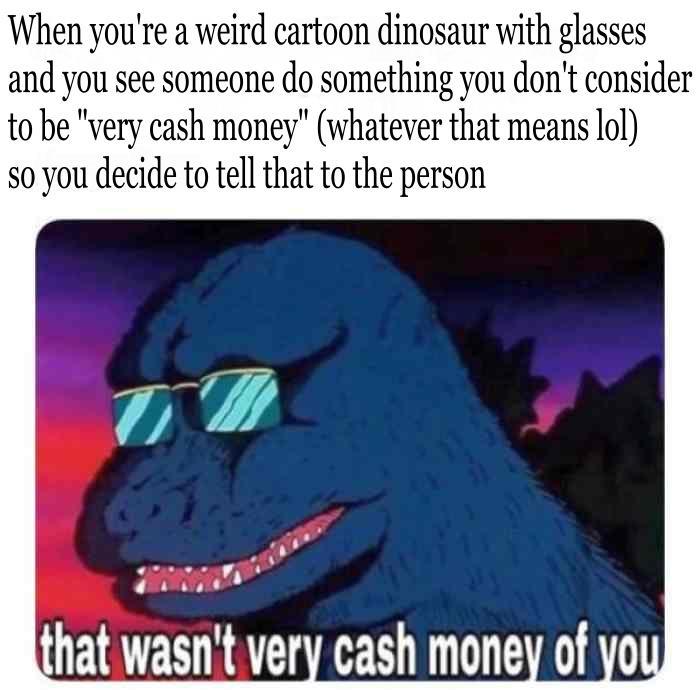 When you're a weird cartoon dinosaur with glasses
and you see someone do something you don't consider
to be "very cash money" (whatever that means lol)
so you decide to tell that to the person
that wasn't very cash money of you